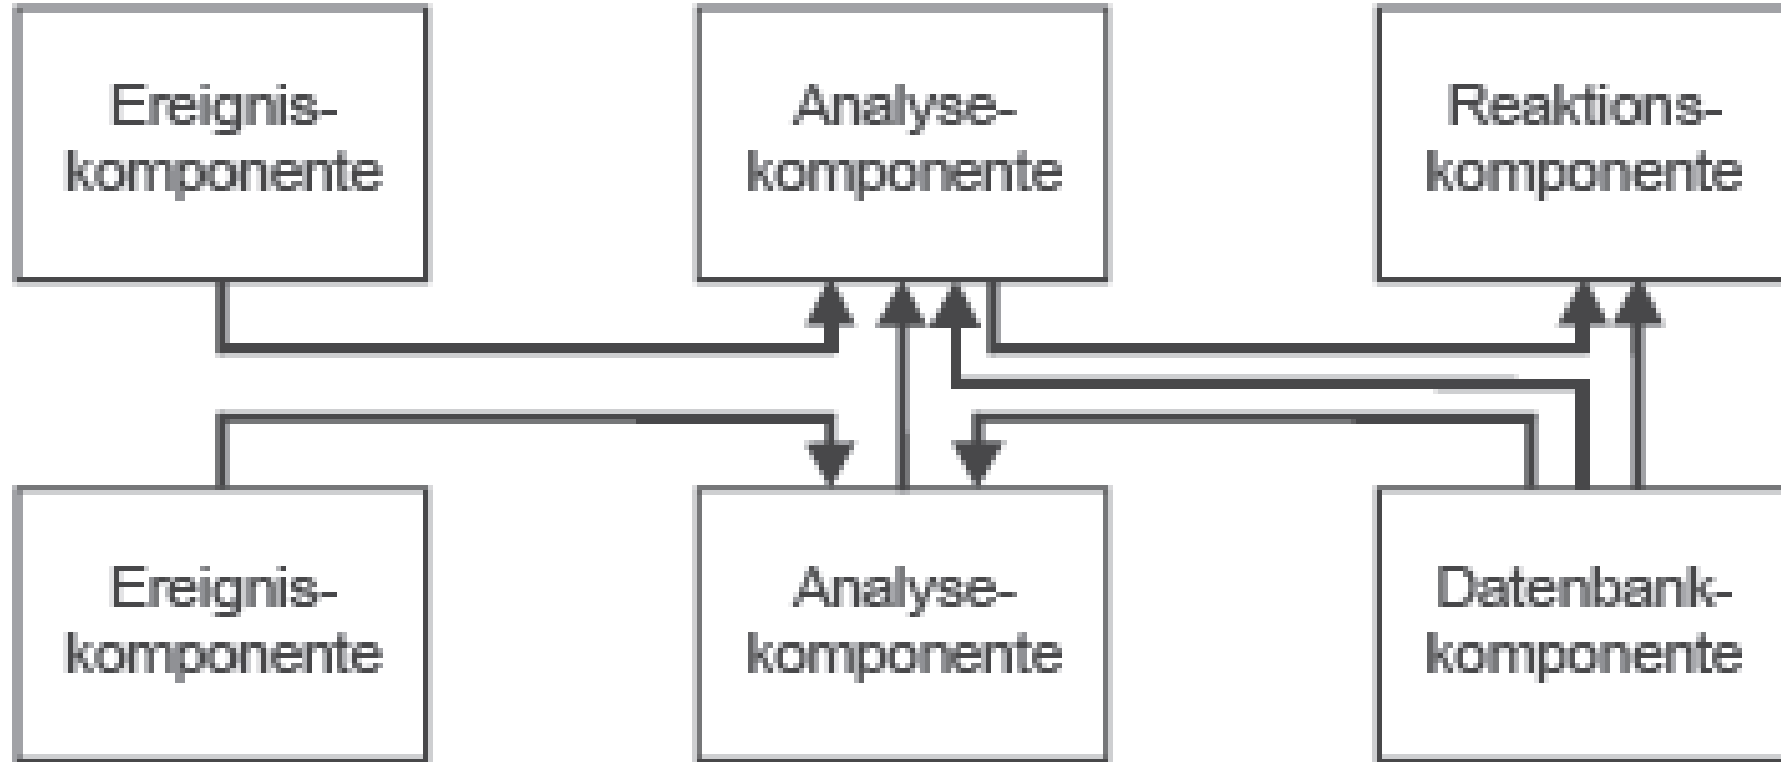 Ereignis-
komponente
Analyse-
komponente
Reaktions-
komponente
Ereignis-
komponente
Analyse-
komponente
Datenbank-
komponente